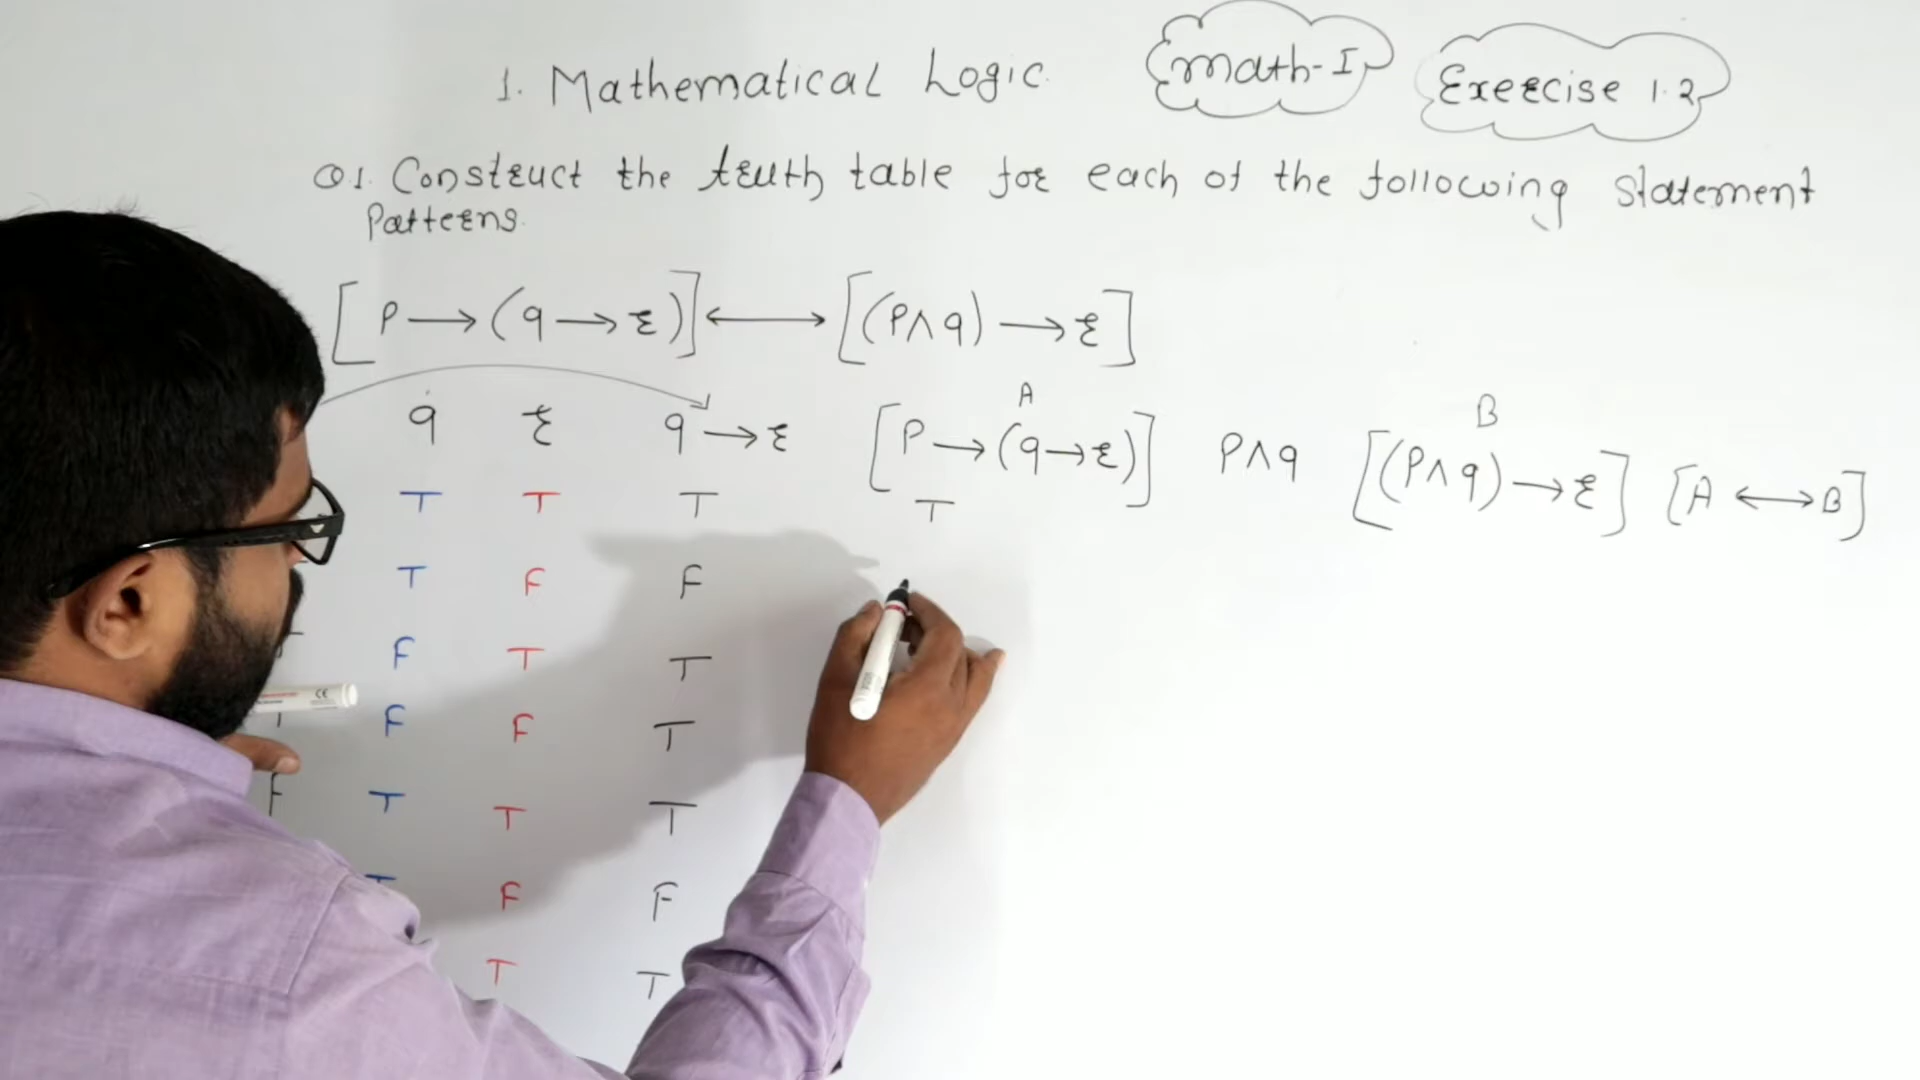 1. Mathematical Logic. Math-I Exercise 1.2
Q1. Construct the truth table for each of the following statement
patterns.
[p → (q → r)] ↔ [(p ∧ q) → r]
A B
q r q → r [p → (q → r)] p ∧ q [(p ∧ q) → r] [A ↔ B]
T T T T
T F F
F T T
F F T
F T T T
T F F
T T